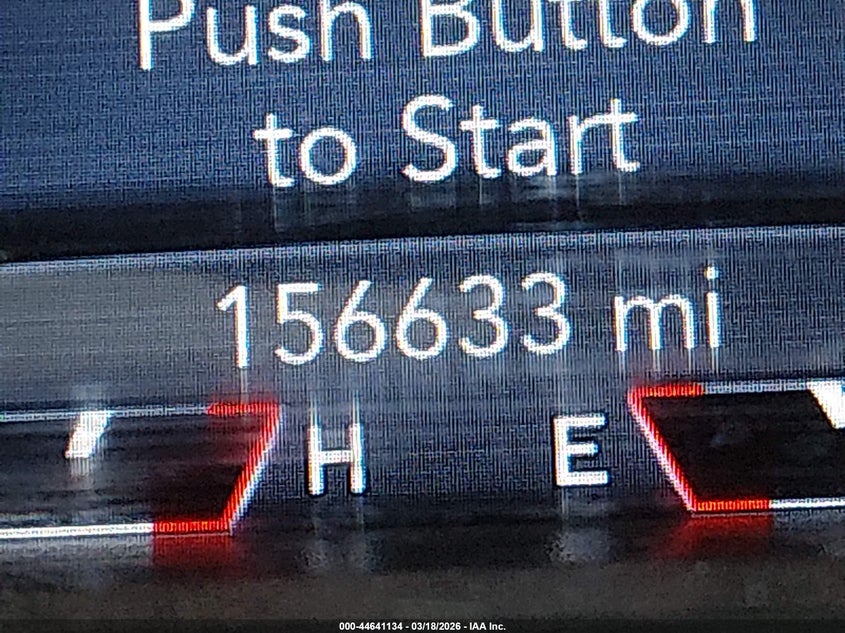 Push Button
to Start
156633 mi
H E
000-44641134 - 03/18/2026 - IAA Inc.